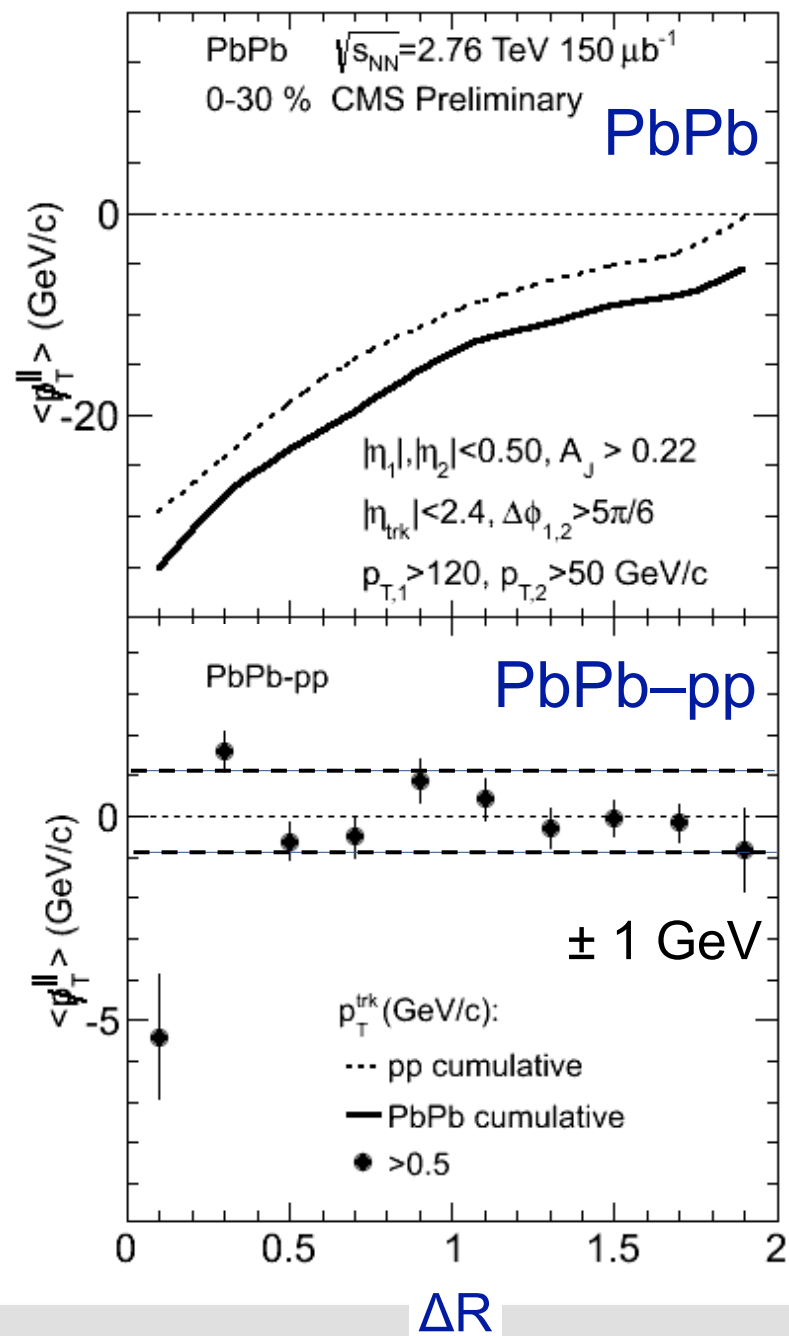 PbPb √s_NN=2.76 TeV 150 μb⁻¹
0-30 % CMS Preliminary
PbPb
0
-20
<p̸_T^||> (GeV/c)
|η₁|,|η₂|<0.50, A_J > 0.22
|η_trk|<2.4, Δϕ₁,₂>5π/6
p_T,1>120, p_T,2>50 GeV/c
PbPb-pp
PbPb–pp
0
-5
<p̸_T^||> (GeV/c)
± 1 GeV
p_T^trk (GeV/c):
pp cumulative
PbPb cumulative
>0.5
0 0.5 1 1.5 2
ΔR